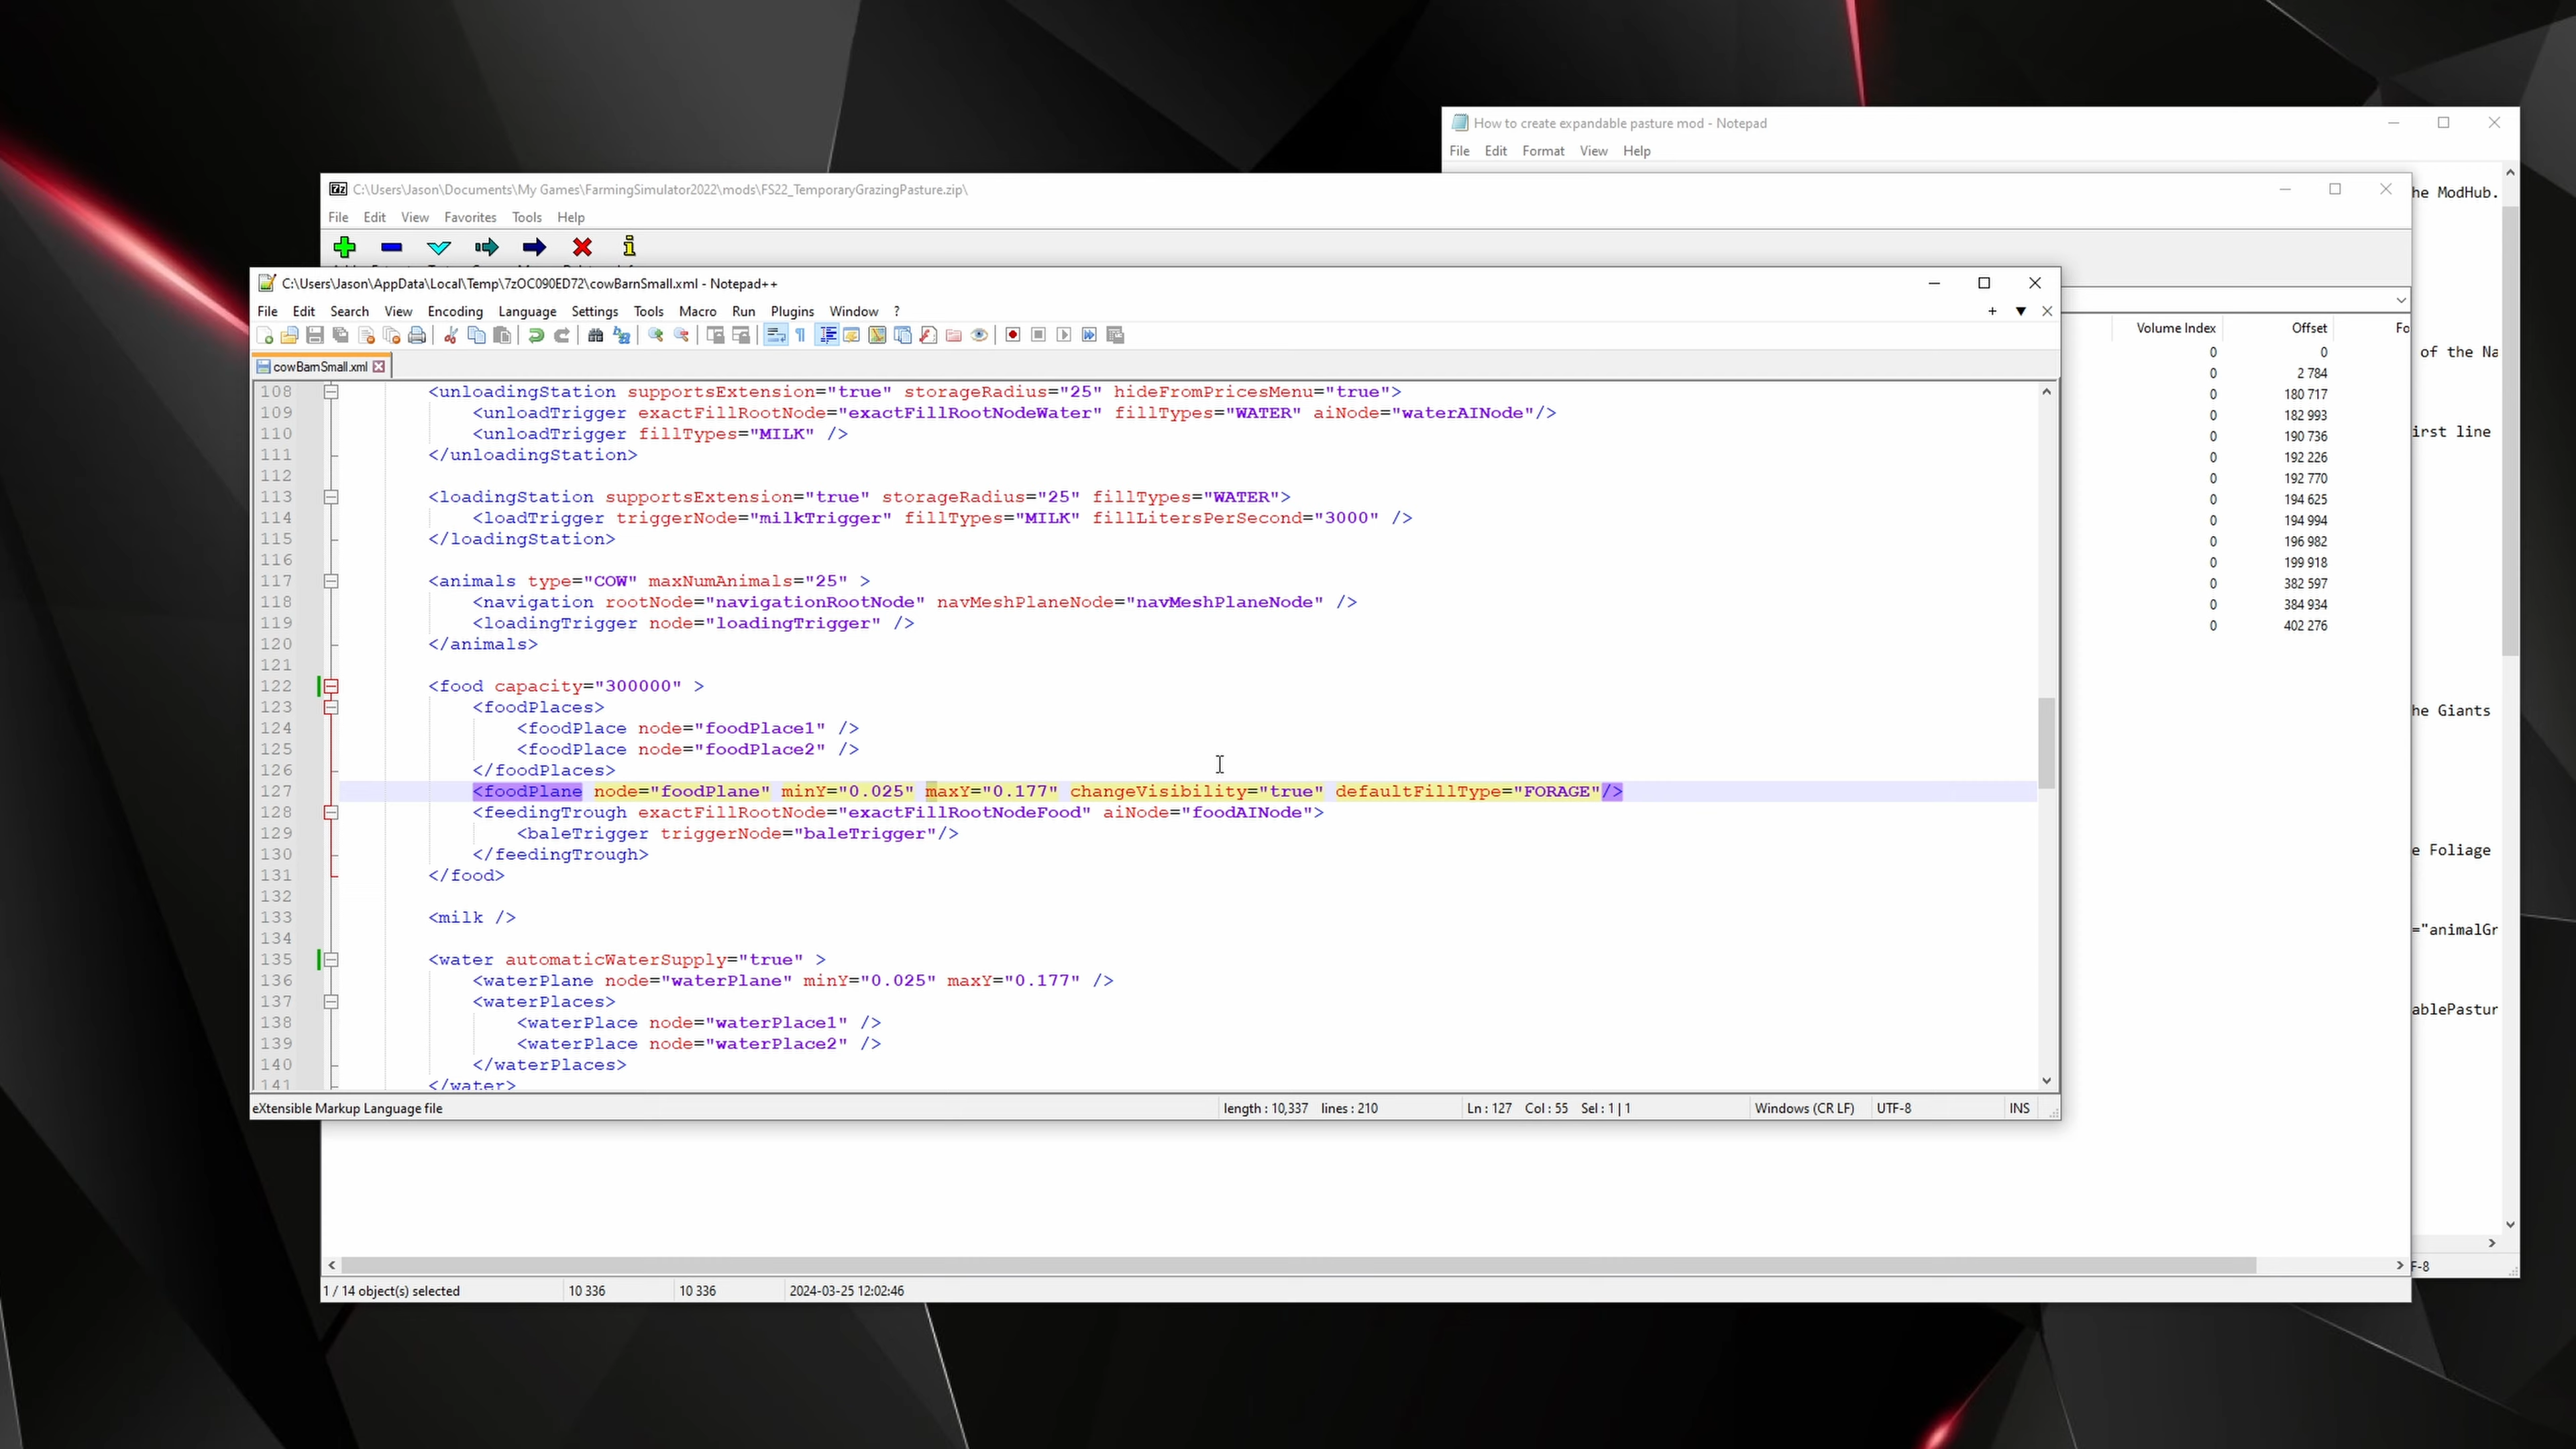 How to create expandable pasture mod - Notepad
File Edit Format View Help
he ModHub.
of the Na
irst line
he Giants
e Foliage
="animalGr
ablePastur
F-8
C:\Users\Jason\Documents\My Games\FarmingSimulator2022\mods\FS22_TemporaryGrazingPasture.zip\
File Edit View Favorites Tools Help
Volume Index Offset Fo
0 0
0 2 784
0 180 717
0 182 993
0 190 736
0 192 226
0 192 770
0 194 625
0 194 994
0 196 982
0 199 918
0 382 597
0 384 934
0 402 276
1 / 14 object(s) selected 10 336 10 336 2024-03-25 12:02:46
C:\Users\Jason\AppData\Local\Temp\7zOC090ED72\cowBarnSmall.xml - Notepad++
File Edit Search View Encoding Language Settings Tools Macro Run Plugins Window ?
cowBarnSmall.xml
108 <unloadingStation supportsExtension="true" storageRadius="25" hideFromPricesMenu="true">
109 <unloadTrigger exactFillRootNode="exactFillRootNodeWater" fillTypes="WATER" aiNode="waterAINode"/>
110 <unloadTrigger fillTypes="MILK" />
111 </unloadingStation>
112
113 <loadingStation supportsExtension="true" storageRadius="25" fillTypes="WATER">
114 <loadTrigger triggerNode="milkTrigger" fillTypes="MILK" fillLitersPerSecond="3000" />
115 </loadingStation>
116
117 <animals type="COW" maxNumAnimals="25" >
118 <navigation rootNode="navigationRootNode" navMeshPlaneNode="navMeshPlaneNode" />
119 <loadingTrigger node="loadingTrigger" />
120 </animals>
121
122 <food capacity="300000" >
123 <foodPlaces>
124 <foodPlace node="foodPlace1" />
125 <foodPlace node="foodPlace2" />
126 </foodPlaces>
127 <foodPlane node="foodPlane" minY="0.025" maxY="0.177" changeVisibility="true" defaultFillType="FORAGE"/>
128 <feedingTrough exactFillRootNode="exactFillRootNodeFood" aiNode="foodAINode">
129 <baleTrigger triggerNode="baleTrigger"/>
130 </feedingTrough>
131 </food>
132
133 <milk />
134
135 <water automaticWaterSupply="true" >
136 <waterPlane node="waterPlane" minY="0.025" maxY="0.177" />
137 <waterPlaces>
138 <waterPlace node="waterPlace1" />
139 <waterPlace node="waterPlace2" />
140 </waterPlaces>
141 </water>
eXtensible Markup Language file length : 10,337 lines : 210 Ln : 127 Col : 55 Sel : 1 | 1 Windows (CR LF) UTF-8 INS